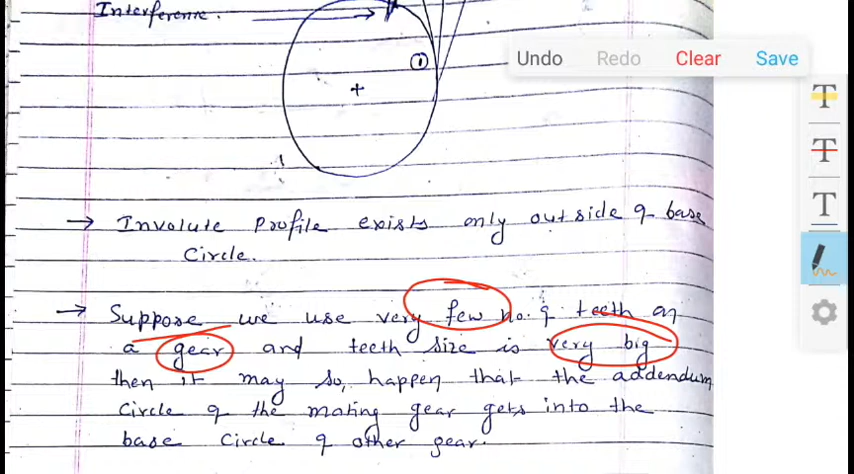 Interference.
①
Undo Redo Clear Save
T
T
T
→ Involute Profile exists only outside of base
Circle.
→ Suppose we use very few no. of teeth on
a gear and teeth size is very big
then it may so, happen that the addendum
Circle of the mating gear gets into the
base Circle of other gear.